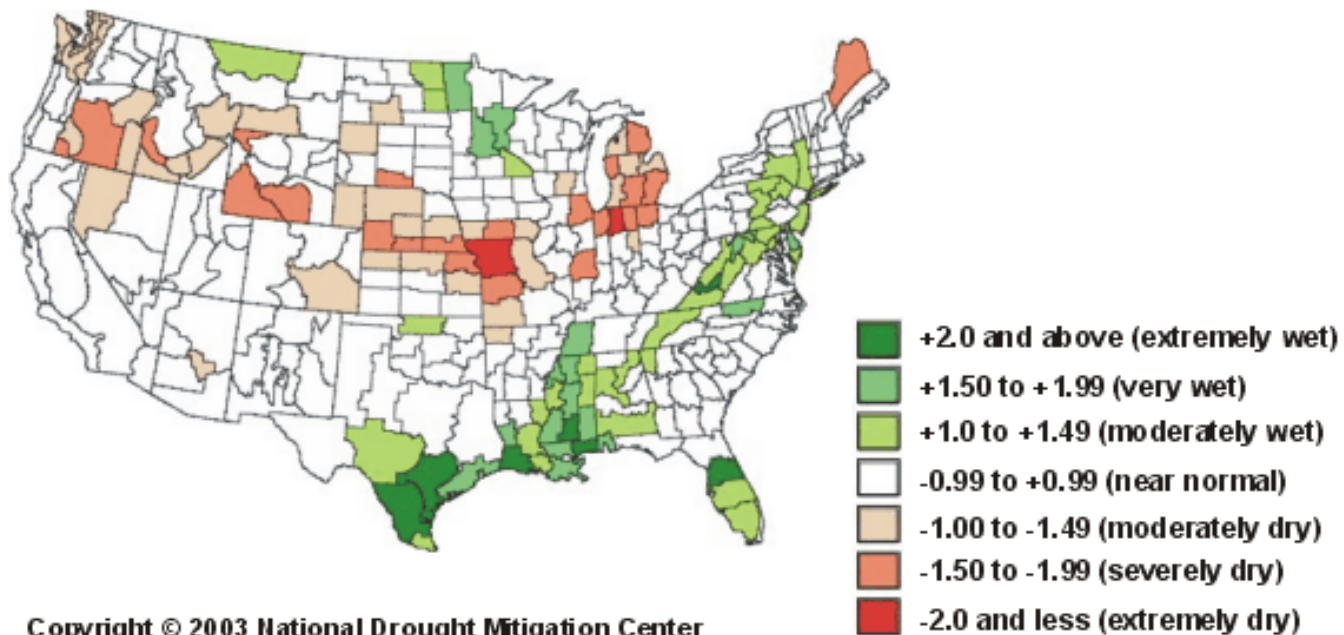 +2.0 and above (extremely wet)
+1.50 to +1.99 (very wet)
+1.0 to +1.49 (moderately wet)
-0.99 to +0.99 (near normal)
-1.00 to -1.49 (moderately dry)
-1.50 to -1.99 (severely dry)
-2.0 and less (extremely dry)
Copyright © 2003 National Drought Mitigation Center